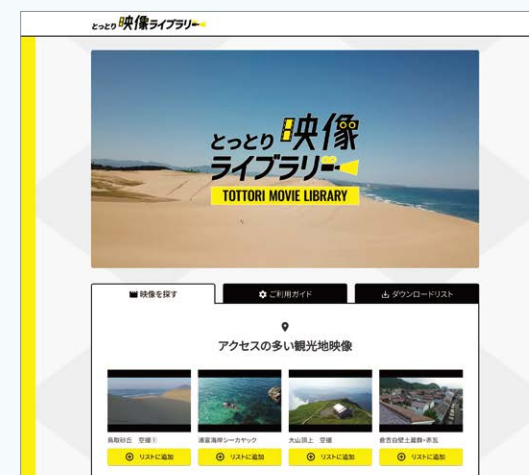 とっとり映像ライブラリー
とっとり映像
ライブラリー
TOTTORI MOVIE LIBRARY
映像を探す
ご利用ガイド
ダウンロードリスト
アクセスの多い観光地映像
鳥取砂丘 空撮①
浦富海岸シーカヤック
大山頂上 空撮
倉吉白壁土蔵群・赤瓦
リストに追加
リストに追加
リストに追加
リストに追加